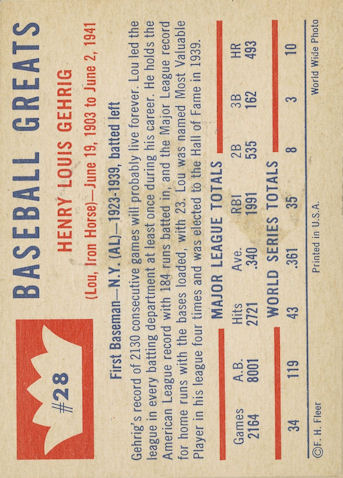 #28
BASEBALL GREATS
HENRY LOUIS GEHRIG
(Lou, Iron Horse)—June 19, 1903 to June 2, 1941
First Baseman—N.Y. (AL)—1923-1939, batted left
Gehrig's record of 2130 consecutive games will probably live forever. Lou led the
league in every batting department at least once during his career. He holds the
American League record with 184 runs batted in, and the Major League record
for home runs with the bases loaded, with 23. Lou was named Most Valuable
Player in his league four times and was elected to the Hall of Fame in 1939.
MAJOR LEAGUE TOTALS
Games A.B. Hits Ave. RBI 2B 3B HR
2164 8001 2721 .340 1991 535 162 493
WORLD SERIES TOTALS
34 119 43 .361 35 8 3 10
©F. H. Fleer Printed in U.S.A. World Wide Photo